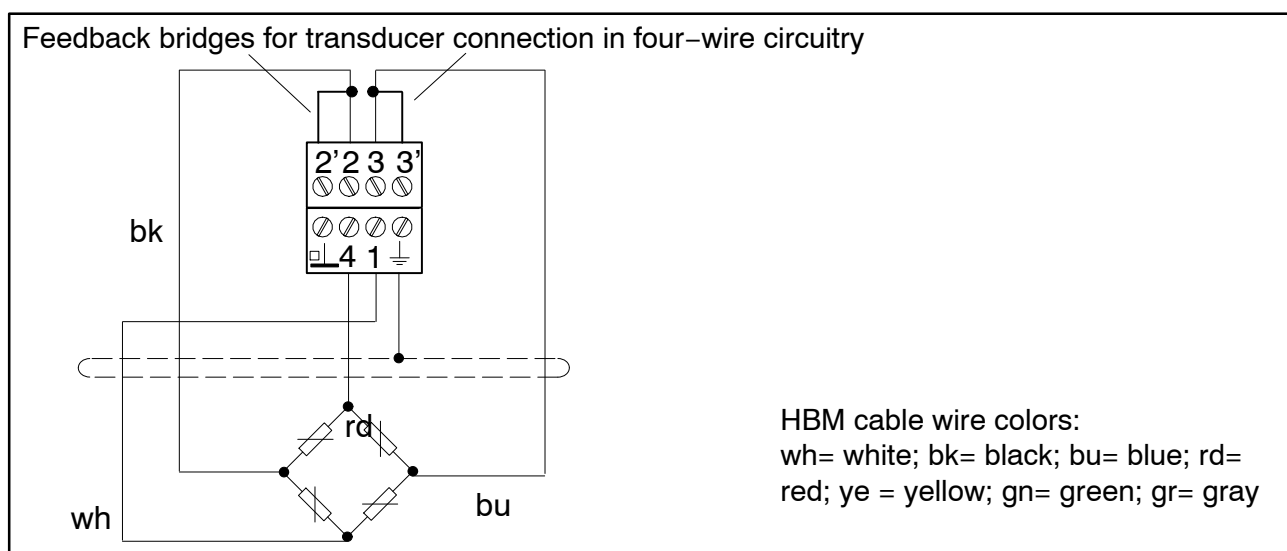 Feedback bridges for transducer connection in four−wire circuitry
2’ 2 3 3’
bk
4 1
rd
bu
wh
HBM cable wire colors:
wh= white; bk= black; bu= blue; rd=
red; ye = yellow; gn= green; gr= gray